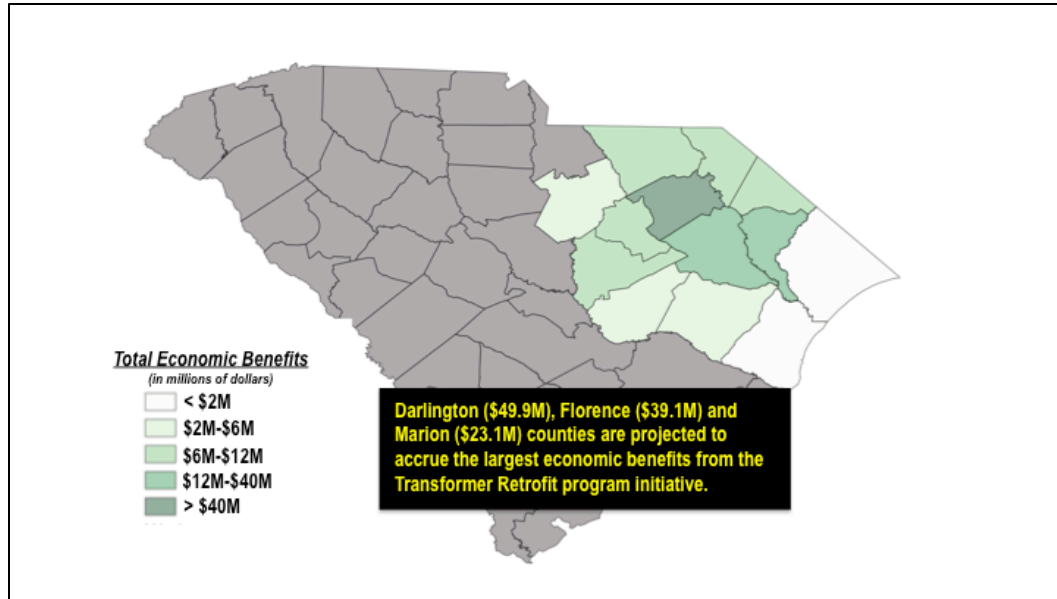 Total Economic Benefits
(in millions of dollars)
< $2M
$2M-$6M
$6M-$12M
$12M-$40M
> $40M
Darlington ($49.9M), Florence ($39.1M) and
Marion ($23.1M) counties are projected to
accrue the largest economic benefits from the
Transformer Retrofit program initiative.